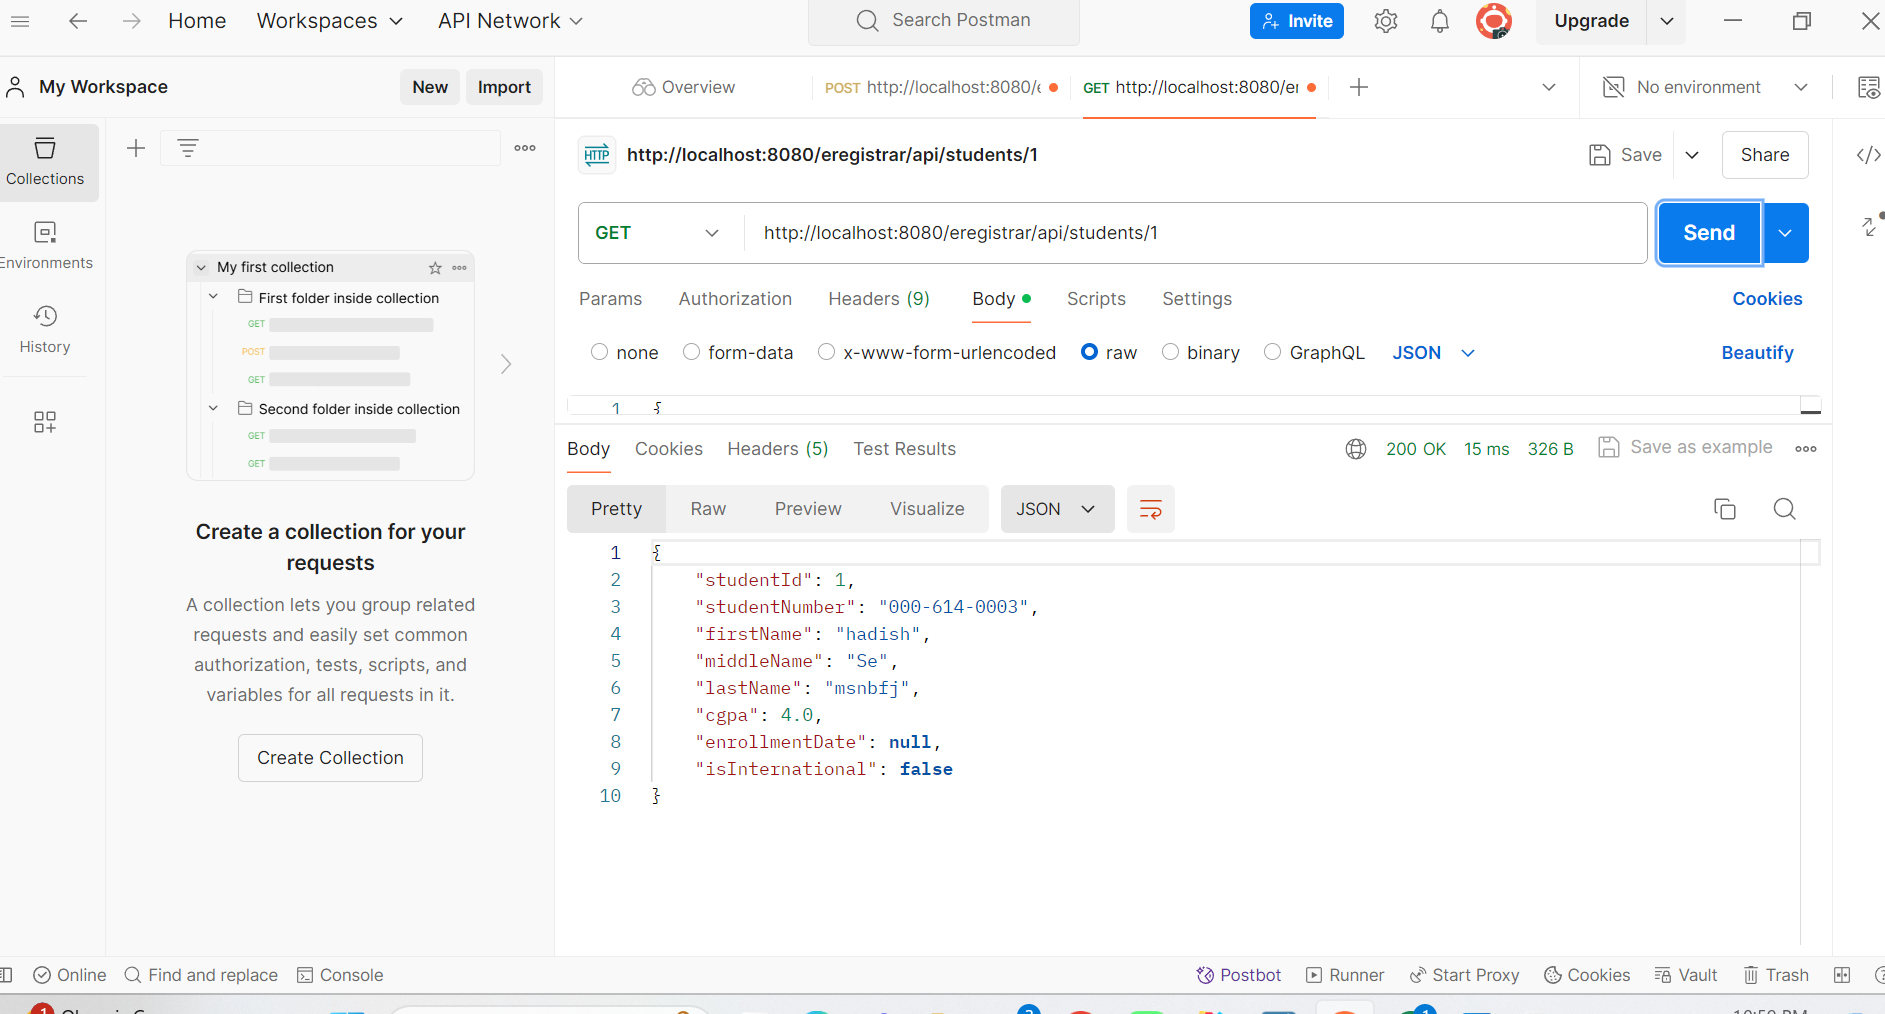 Home Workspaces API Network Search Postman Invite Upgrade
My Workspace New Import Overview POST http://localhost:8080/e GET http://localhost:8080/er No environment
Collections
Environments
History
My first collection
First folder inside collection
GET
POST
GET
Second folder inside collection
GET
GET
Create a collection for your
requests
A collection lets you group related
requests and easily set common
authorization, tests, scripts, and
variables for all requests in it.
Create Collection
HTTP http://localhost:8080/eregistrar/api/students/1 Save Share
GET http://localhost:8080/eregistrar/api/students/1 Send
Params Authorization Headers (9) Body Scripts Settings Cookies
none form-data x-www-form-urlencoded raw binary GraphQL JSON Beautify
1 {
Body Cookies Headers (5) Test Results 200 OK 15 ms 326 B Save as example
Pretty Raw Preview Visualize JSON
1 {
2 "studentId": 1,
3 "studentNumber": "000-614-0003",
4 "firstName": "hadish",
5 "middleName": "Se",
6 "lastName": "msnbfj",
7 "cgpa": 4.0,
8 "enrollmentDate": null,
9 "isInternational": false
10 }
Online Find and replace Console Postbot Runner Start Proxy Cookies Vault Trash